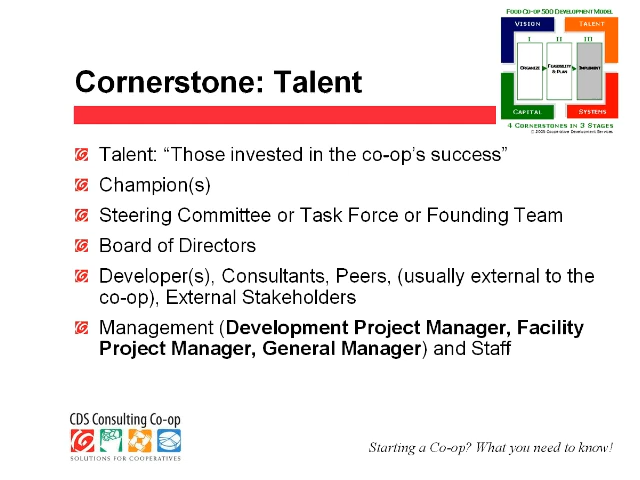 FOOD CO-OP 500 DEVELOPMENT MODEL
VISION
TALENT
I II III
ORGANIZE
FEASIBILITY
& PLAN
IMPLEMENT
CAPITAL
SYSTEMS
4 CORNERSTONES IN 3 STAGES
© 2005 Cooperative Development Services
Cornerstone: Talent
Talent: “Those invested in the co-op’s success”
Champion(s)
Steering Committee or Task Force or Founding Team
Board of Directors
Developer(s), Consultants, Peers, (usually external to the
co-op), External Stakeholders
Management (Development Project Manager, Facility
Project Manager, General Manager) and Staff
CDS Consulting Co-op
SOLUTIONS FOR COOPERATIVES
Starting a Co-op? What you need to know!